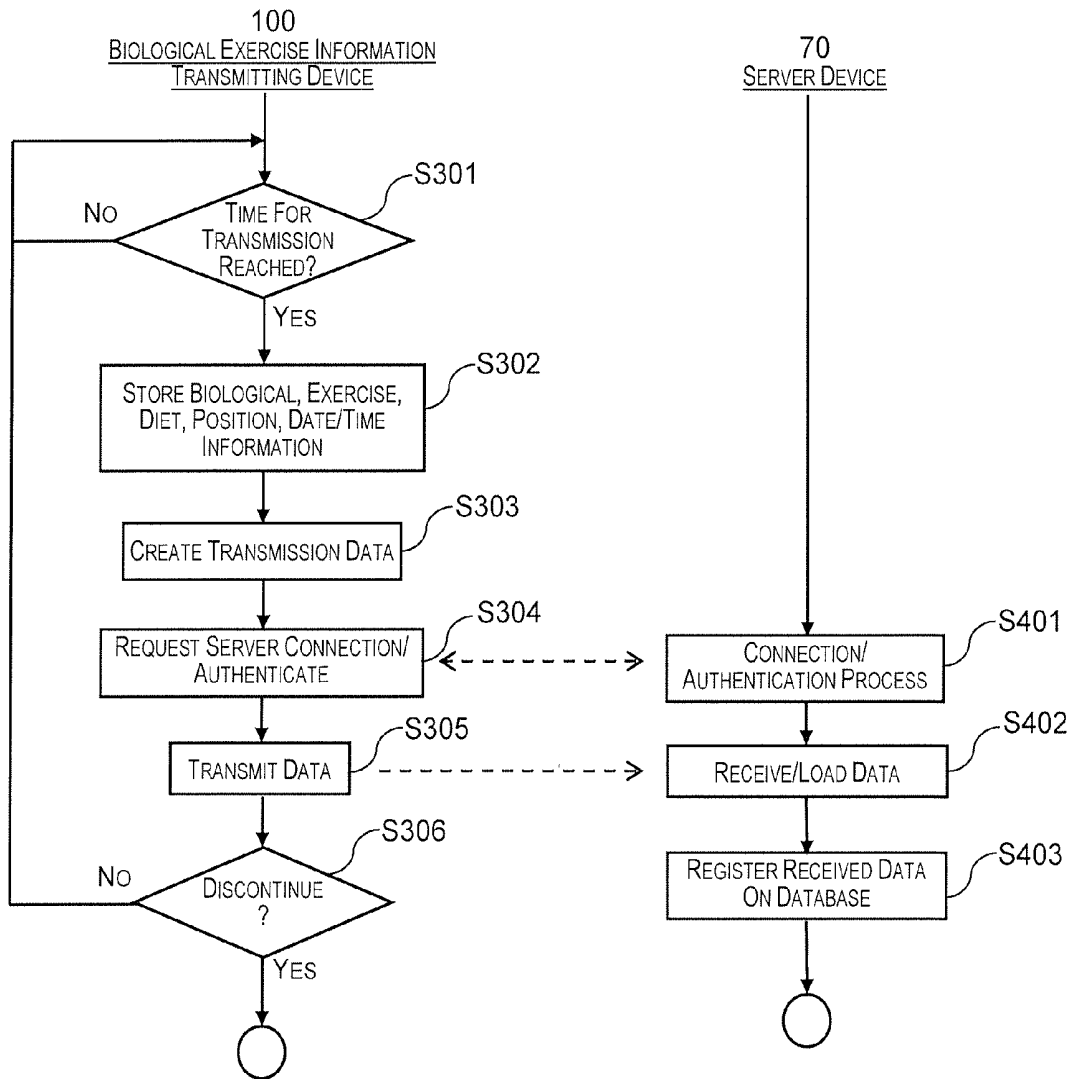 100
BIOLOGICAL EXERCISE INFORMATION
TRANSMITTING DEVICE
70
SERVER DEVICE
S301
NO
TIME FOR
TRANSMISSION
REACHED?
YES
S302
STORE BIOLOGICAL, EXERCISE,
DIET, POSITION, DATE/TIME
INFORMATION
S303
CREATE TRANSMISSION DATA
S304
REQUEST SERVER CONNECTION/
AUTHENTICATE
S401
CONNECTION/
AUTHENTICATION PROCESS
S305
TRANSMIT DATA
S402
RECEIVE/LOAD DATA
S306
NO
DISCONTINUE
?
YES
S403
REGISTER RECEIVED DATA
ON DATABASE